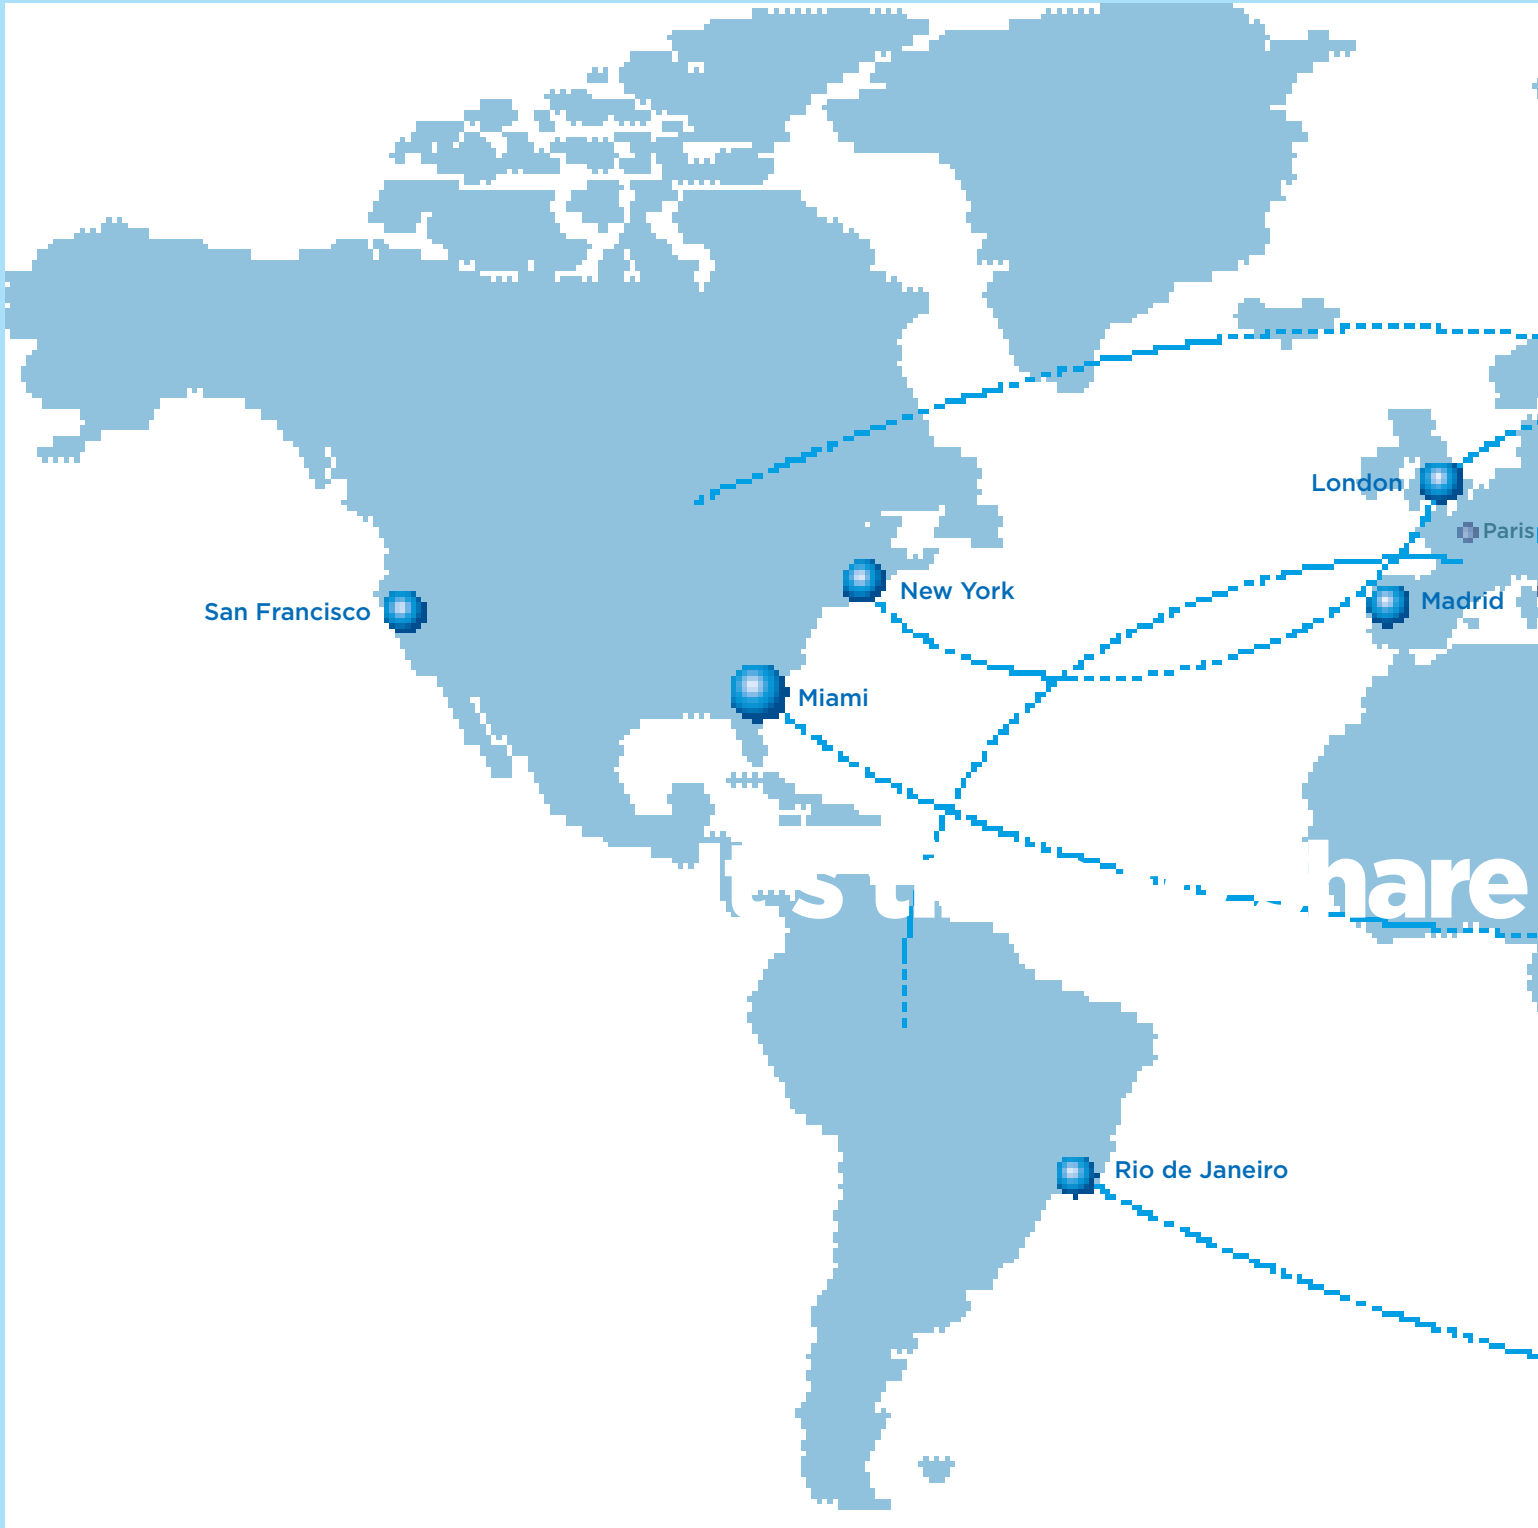 London
Paris
New York
Madrid
San Francisco
Miami
hare
Rio de Janeiro